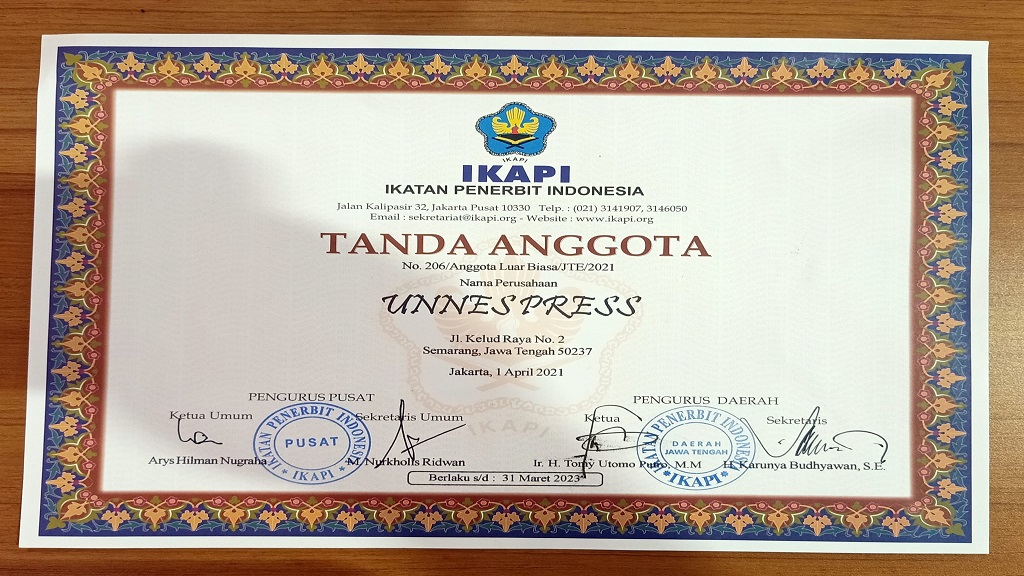 IKAPI
IKAPI
IKATAN PENERBIT INDONESIA
Jalan Kalipasir 32, Jakarta Pusat 10330 Telp. : (021) 3141907, 3146050
Email : sekretariat@ikapi.org - Website : www.ikapi.org
TANDA ANGGOTA
No. 206/Anggota Luar Biasa/JTE/2021
Nama Perusahaan
UNNES PRESS
Jl. Kelud Raya No. 2
Semarang, Jawa Tengah 50237
Jakarta, 1 April 2021
IKAPI
PENGURUS PUSAT
Ketua Umum
Sekretaris Umum
IKATAN PENERBIT INDONESIA
PUSAT
IKAPI
Arys Hilman Nugraha
M. Nurkholis Ridwan
PENGURUS DAERAH
Ketua
Sekretaris
IKATAN PENERBIT INDONESIA
DAERAH
JAWA TENGAH
IKAPI
Ir. H. Tomy Utomo Putro, M.M
H. Karunya Budhyawan, S.E.
Berlaku s/d : 31 Maret 2023